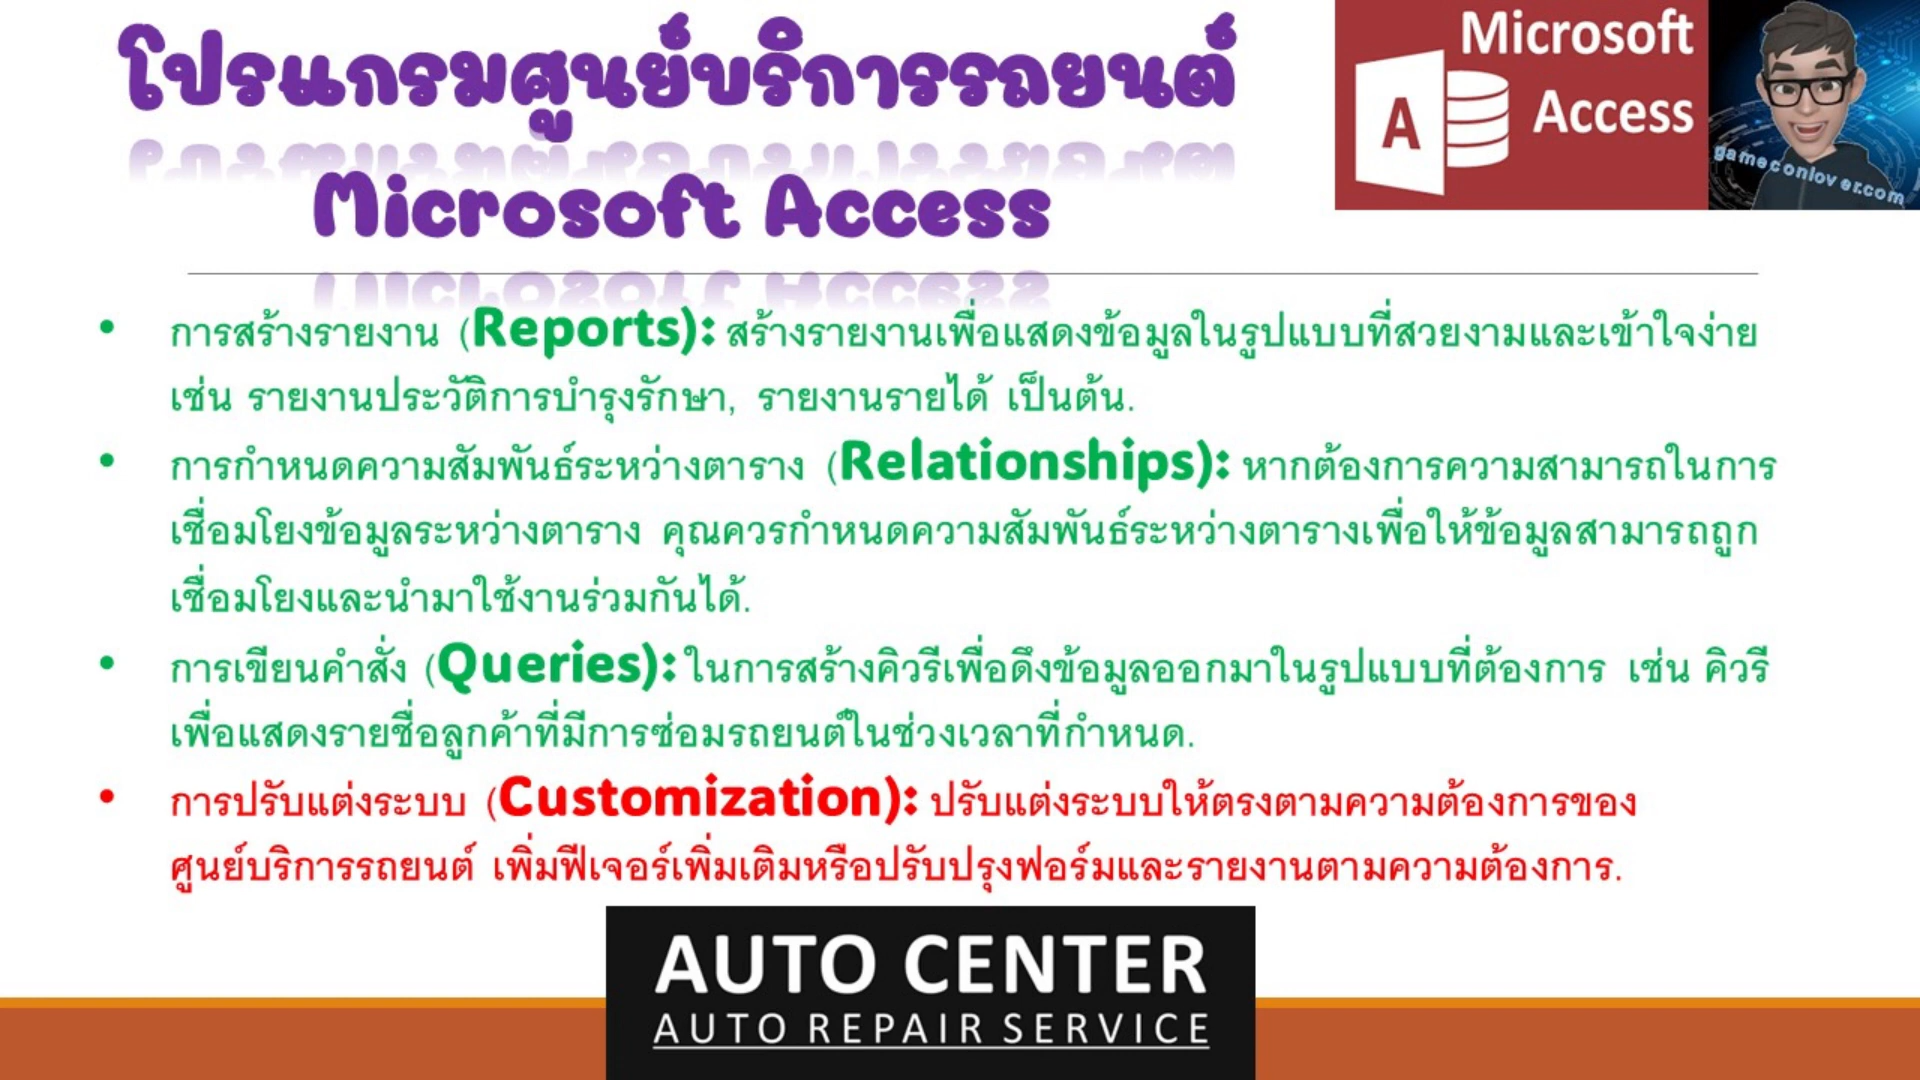 โปรแกรมศูนย์บริการรถยนต์
Microsoft Access
Microsoft
Access
A
gameconlover.com
• การสร้างรายงาน (Reports): สร้างรายงานเพื่อแสดงข้อมูลในรูปแบบที่สวยงามและเข้าใจง่าย
เช่น รายงานประวัติการบำรุงรักษา, รายงานรายได้ เป็นต้น.
• การกำหนดความสัมพันธ์ระหว่างตาราง (Relationships): หากต้องการความสามารถในการ
เชื่อมโยงข้อมูลระหว่างตาราง คุณควรกำหนดความสัมพันธ์ระหว่างตารางเพื่อให้ข้อมูลสามารถถูก
เชื่อมโยงและนำมาใช้งานร่วมกันได้.
• การเขียนคำสั่ง (Queries): ในการสร้างคิวรีเพื่อดึงข้อมูลออกมาในรูปแบบที่ต้องการ เช่น คิวรี
เพื่อแสดงรายชื่อลูกค้าที่มีการซ่อมรถยนต์ในช่วงเวลาที่กำหนด.
• การปรับแต่งระบบ (Customization): ปรับแต่งระบบให้ตรงตามความต้องการของ
ศูนย์บริการรถยนต์ เพิ่มฟีเจอร์เพิ่มเติมหรือปรับปรุงฟอร์มและรายงานตามความต้องการ.
AUTO CENTER
AUTO REPAIR SERVICE